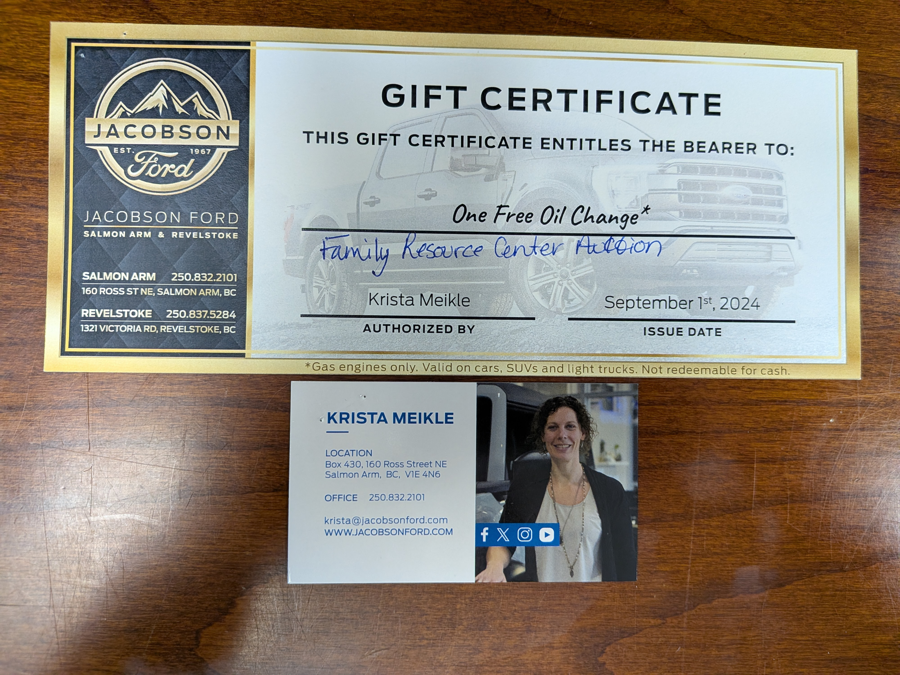 JACOBSON
EST. 1967
Ford
JACOBSON FORD
SALMON ARM & REVELSTOKE
SALMON ARM 250.832.2101
160 ROSS ST NE, SALMON ARM, BC
REVELSTOKE 250.837.5284
1321 VICTORIA RD, REVELSTOKE, BC
GIFT CERTIFICATE
THIS GIFT CERTIFICATE ENTITLES THE BEARER TO:
One Free Oil Change*
Family Resource Center Auction
Krista Meikle September 1st, 2024
AUTHORIZED BY ISSUE DATE
*Gas engines only. Valid on cars, SUVs and light trucks. Not redeemable for cash.
KRISTA MEIKLE
LOCATION
Box 430, 160 Ross Street NE
Salmon Arm, BC, V1E 4N6
OFFICE 250.832.2101
krista@jacobsonford.com
WWW.JACOBSONFORD.COM